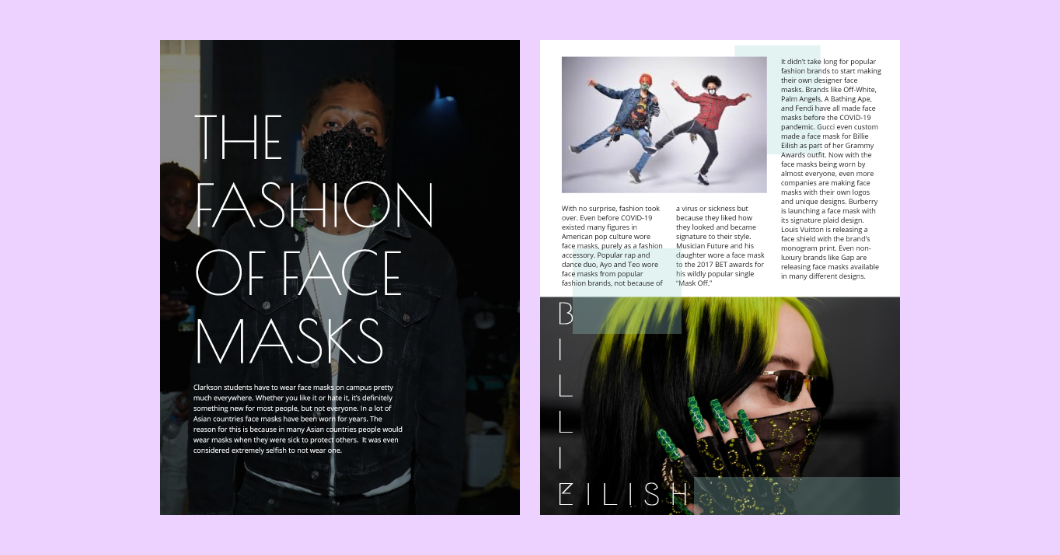 THE
FASHION
OF FACE
MASKS
Clarkson students have to wear face masks on campus pretty
much everywhere. Whether you like it or hate it, it's definitely
something new for most people, but not everyone. In a lot of
Asian countries face masks have been worn for years. The
reason for this is because in many Asian countries people would
wear masks when they were sick to protect others. It was even
considered extremely selfish to not wear one.
With no surprise, fashion took
over. Even before COVID-19
existed many figures in
American pop culture wore
face masks, purely as a fashion
accessory. Popular rap and
dance duo, Ayo and Teo wore
face masks from popular
fashion brands, not because of
a virus or sickness but
because they liked how
they looked and became
signature to their style.
Musician Future and his
daughter wore a face mask
to the 2017 BET awards for
his wildly popular single
"Mask Off."
It didn't take long for popular
fashion brands to start making
their own designer face
masks. Brands like Off-White,
Palm Angels, A Bathing Ape,
and Fendi have all made face
masks before the COVID-19
pandemic. Gucci even custom
made a face mask for Billie
Eilish as part of her Grammy
Awards outfit. Now with the
face masks being worn by
almost everyone, even more
companies are making face
masks with their own logos
and unique designs. Burberry
is launching a face mask with
its signature plaid design.
Louis Vuitton is releasing a
face shield with the brand's
monogram print. Even non-
luxury brands like Gap are
releasing face masks available
in many different designs.
BILLIE
EILISH